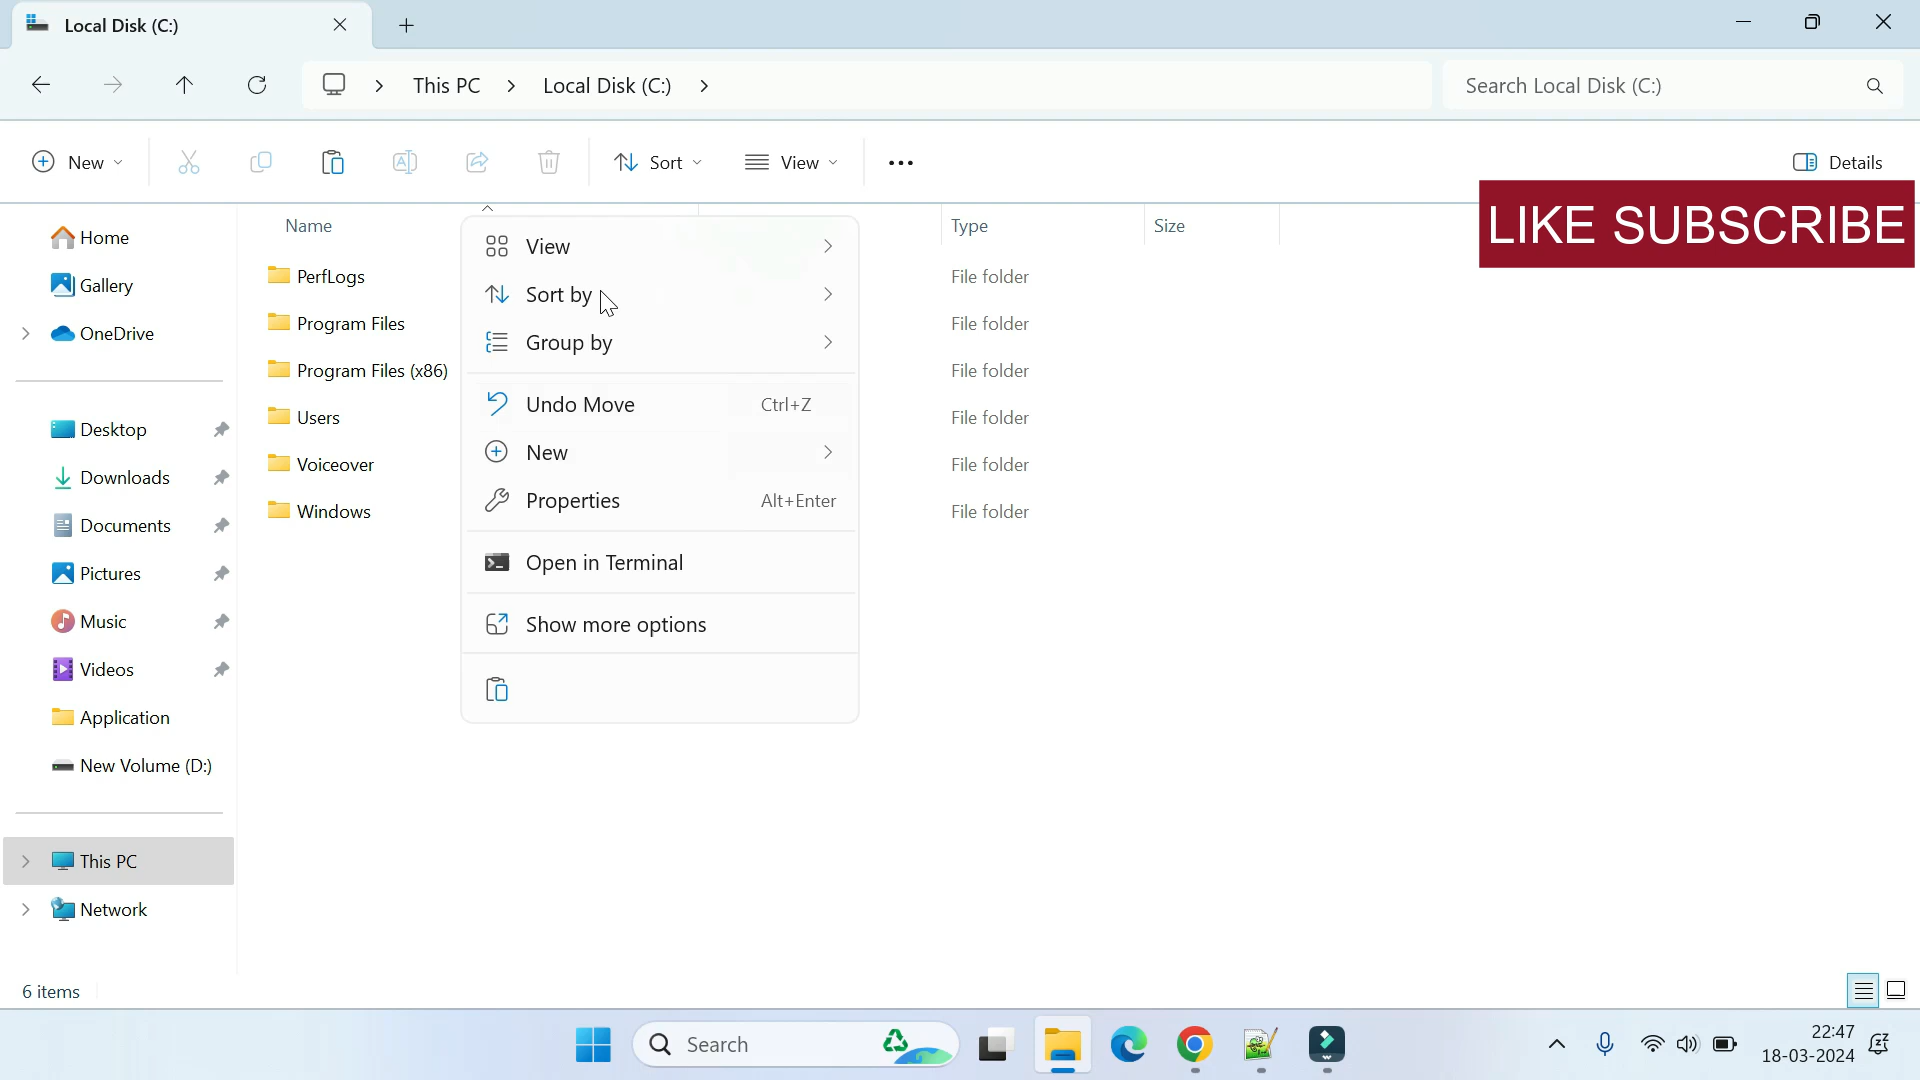 Local Disk (C:)
This PC
Local Disk (C:)
Search Local Disk (C:)
New
Sort
View
Details
LIKE SUBSCRIBE
Home
Gallery
OneDrive
Desktop
Downloads
Documents
Pictures
Music
Videos
Application
New Volume (D:)
This PC
Network
Name
Type
Size
PerfLogs
File folder
Program Files
File folder
Program Files (x86)
File folder
Users
File folder
Voiceover
File folder
Windows
File folder
View
Sort by
Group by
Undo Move Ctrl+Z
New
Properties Alt+Enter
Open in Terminal
Show more options
6 items
Search
22:47
18-03-2024